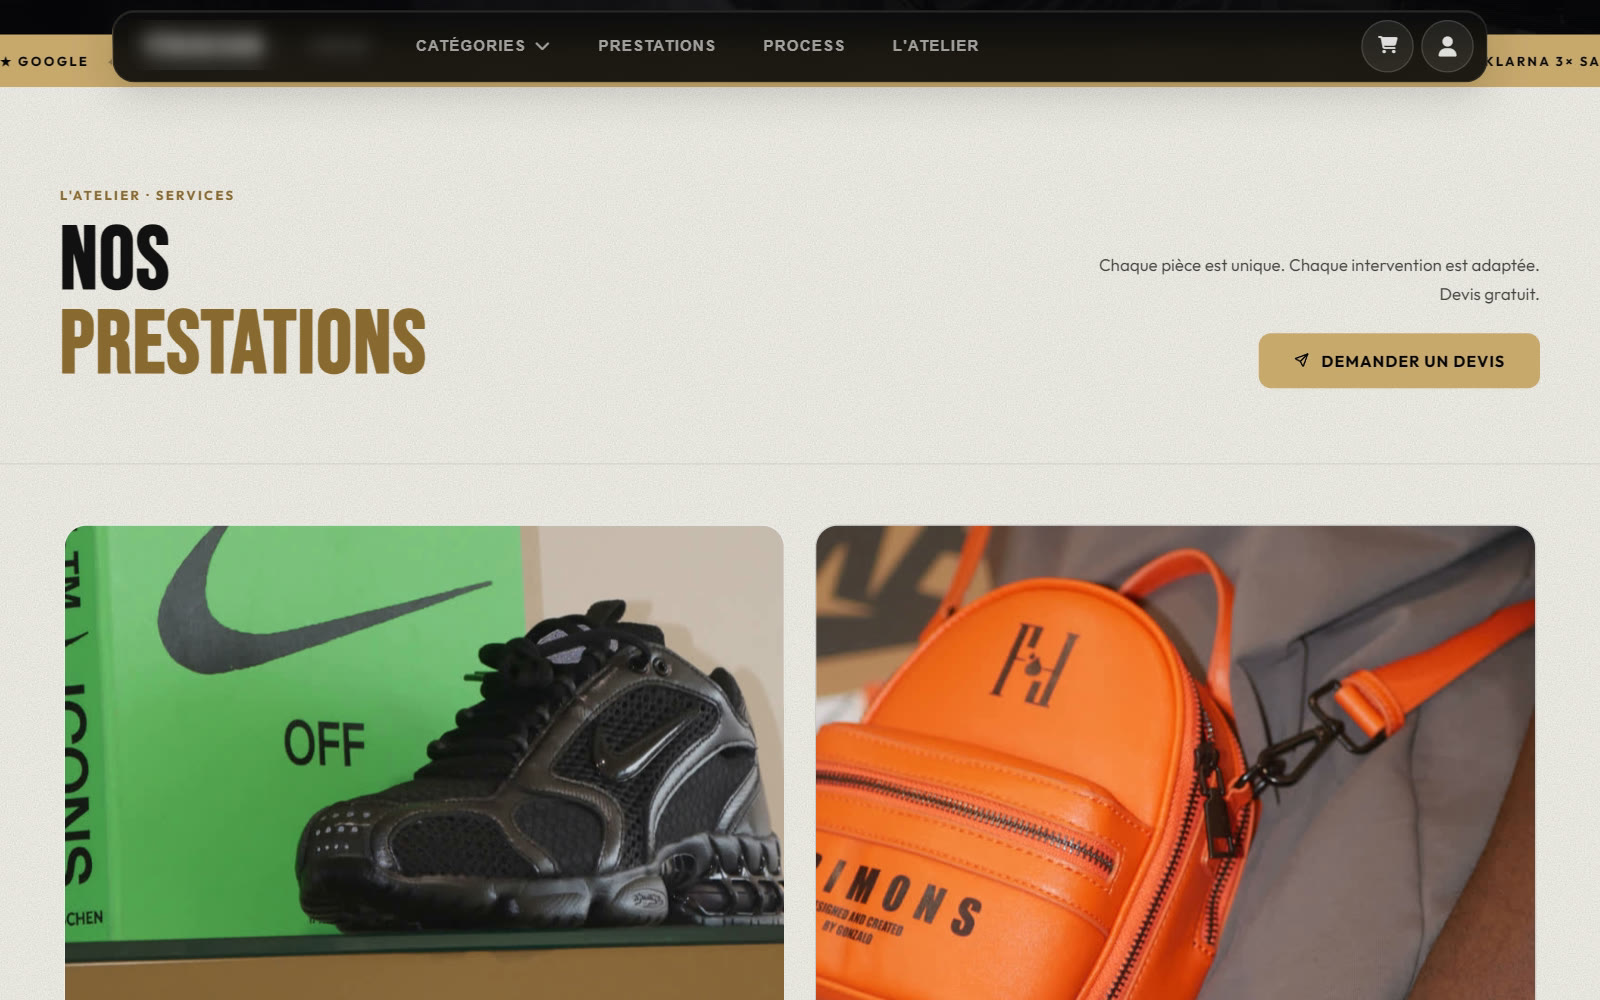 ★ GOOGLE
CATÉGORIES
PRESTATIONS
PROCESS
L'ATELIER
KLARNA 3× SA
L'ATELIER · SERVICES
NOS
PRESTATIONS
Chaque pièce est unique. Chaque intervention est adaptée.
Devis gratuit.
DEMANDER UN DEVIS
OFF
ICONS
CHEN
IMONS
SIGNED AND CREATED
BY GONZALO